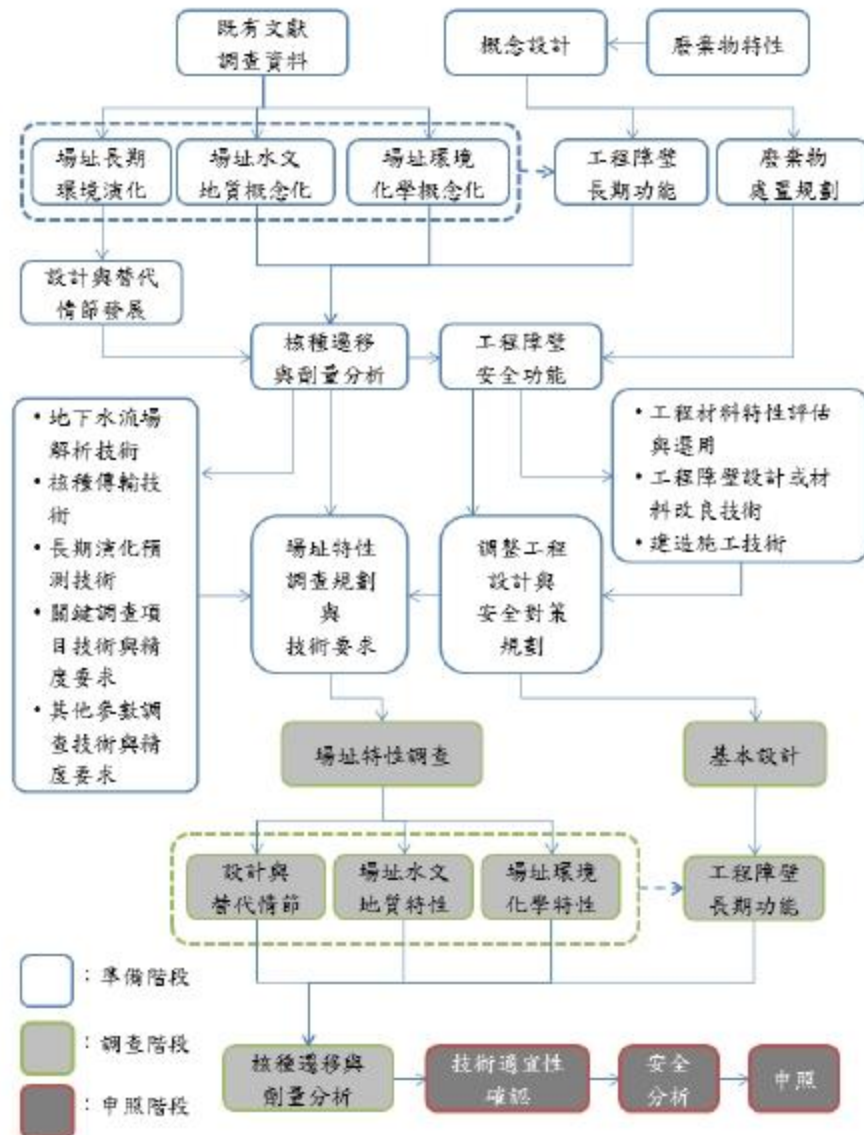 既有文獻
調查資料
概念設計
廢棄物特性
場址長期
環境演化
場址水文
地質概念化
場址環境
化學概念化
工程障壁
長期功能
廢棄物
處置規劃
設計與替代
情節發展
核種遷移
與劑量分析
工程障壁
安全功能
• 地下水流場
解析技術
• 核種傳輸技
術
• 長期演化預
測技術
• 關鍵調查項
目技術與精
度要求
• 其他參數調
查技術與精
度要求
場址特性
調查規劃
與
技術要求
調整工程
設計與
安全對策
規劃
• 工程材料特性評估
與選用
• 工程障壁設計或材
料改良技術
• 建造施工技術
場址特性調查
基本設計
設計與
替代情節
場址水文
地質特性
場址環境
化學特性
工程障壁
長期功能
：準備階段
：調查階段
：申照階段
核種遷移與
劑量分析
技術適宜性
確認
安全
分析
申照